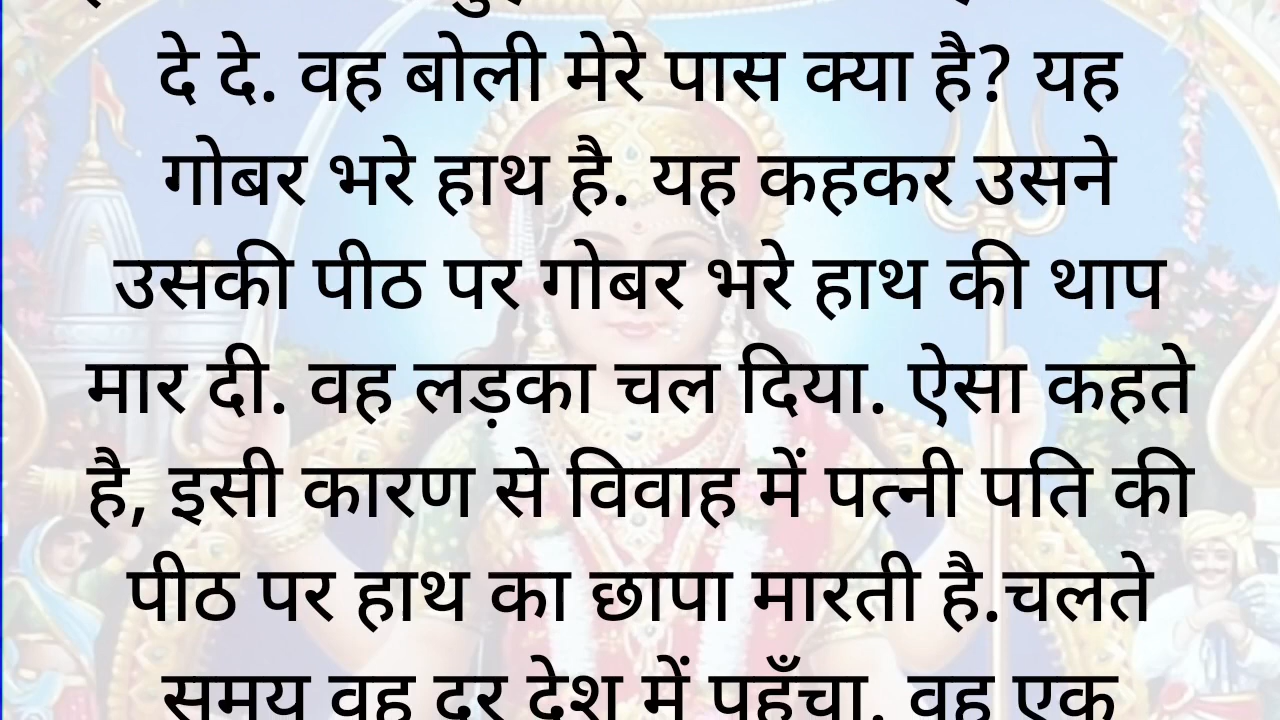 दे दे. वह बोली मेरे पास क्या है? यह
गोबर भरे हाथ है. यह कहकर उसने
उसकी पीठ पर गोबर भरे हाथ की थाप
मार दी. वह लड़का चल दिया. ऐसा कहते
है, इसी कारण से विवाह में पत्नी पति की
पीठ पर हाथ का छापा मारती है.चलते
समय वह दूर देश में पहुँचा. वह एक